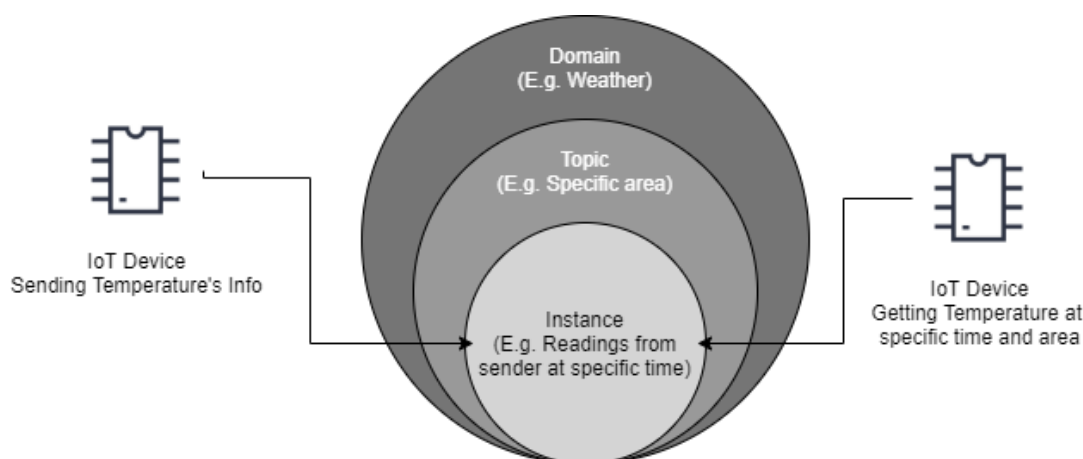 Domain
(E.g. Weather)
Topic
(E.g. Specific area)
IoT Device
Sending Temperature's Info
IoT Device
Getting Temperature at
specific time and area
Instance
(E.g. Readings from
sender at specific time)